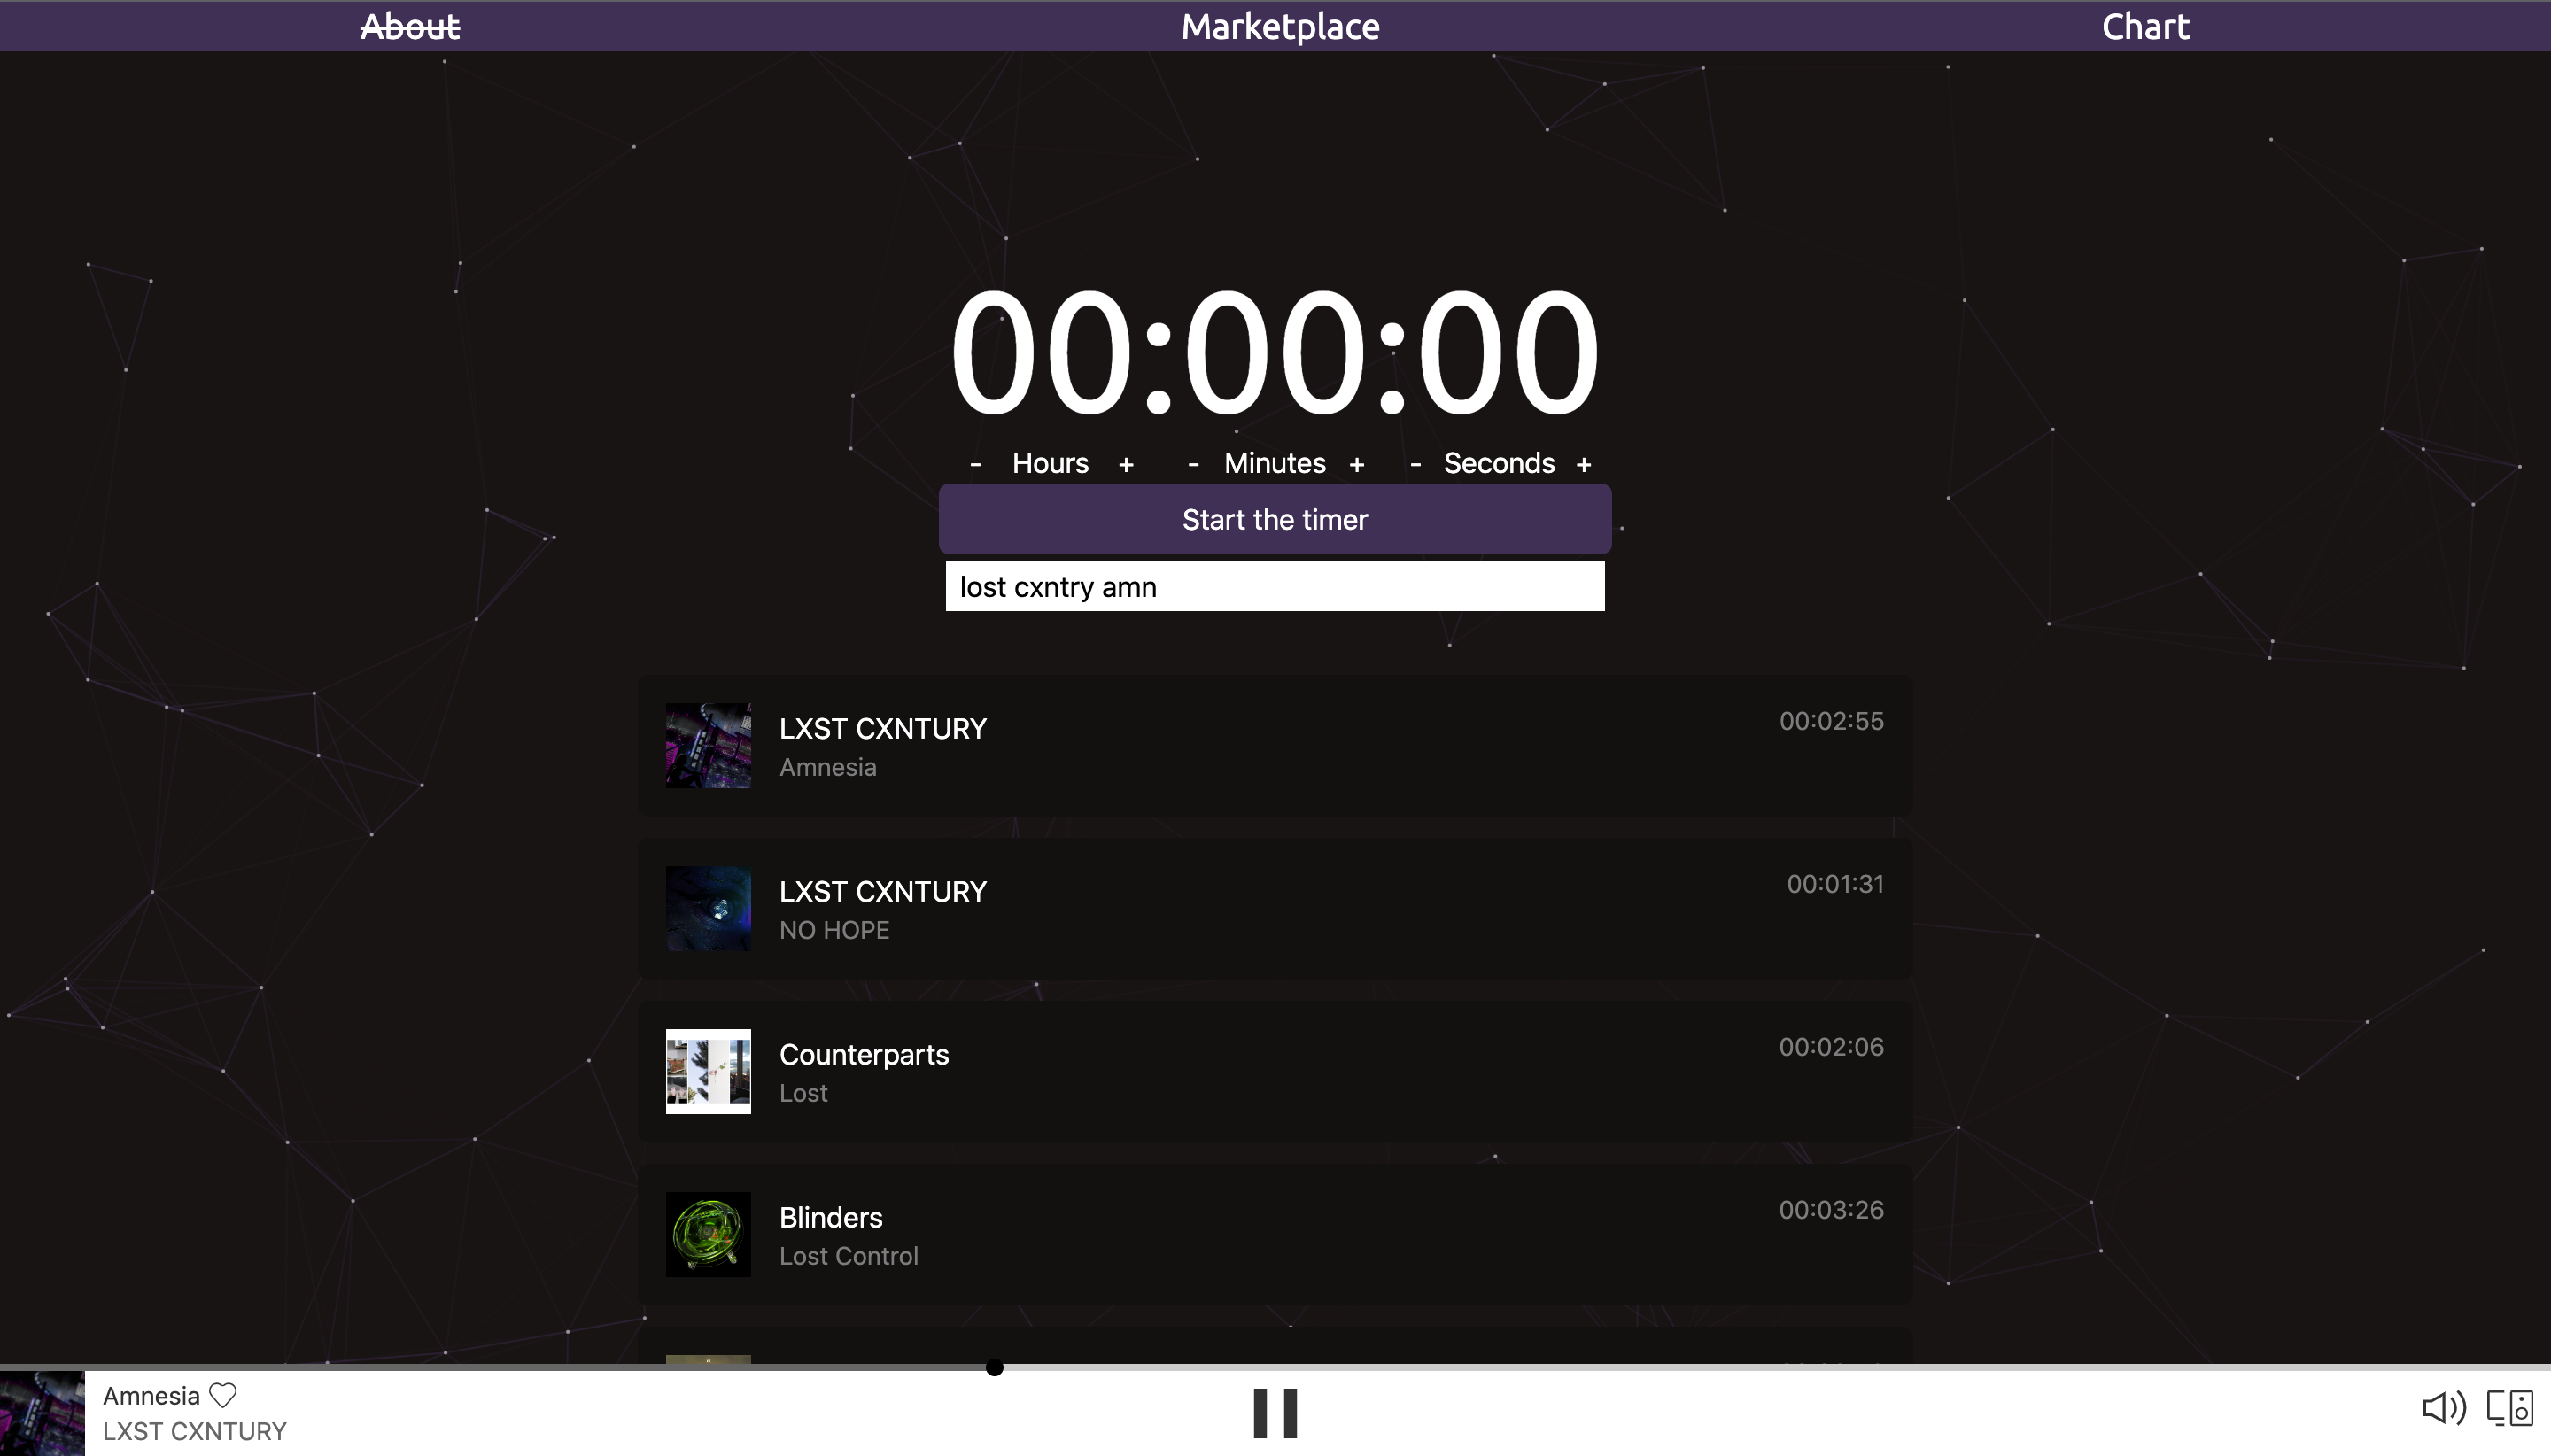 About Marketplace Chart
00:00:00
- Hours + - Minutes + - Seconds +
Start the timer
lost cxntry amn
LXST CXNTURY
00:02:55
Amnesia
LXST CXNTURY
00:01:31
NO HOPE
Counterparts
00:02:06
Lost
Blinders
00:03:26
Lost Control
Amnesia
LXST CXNTURY